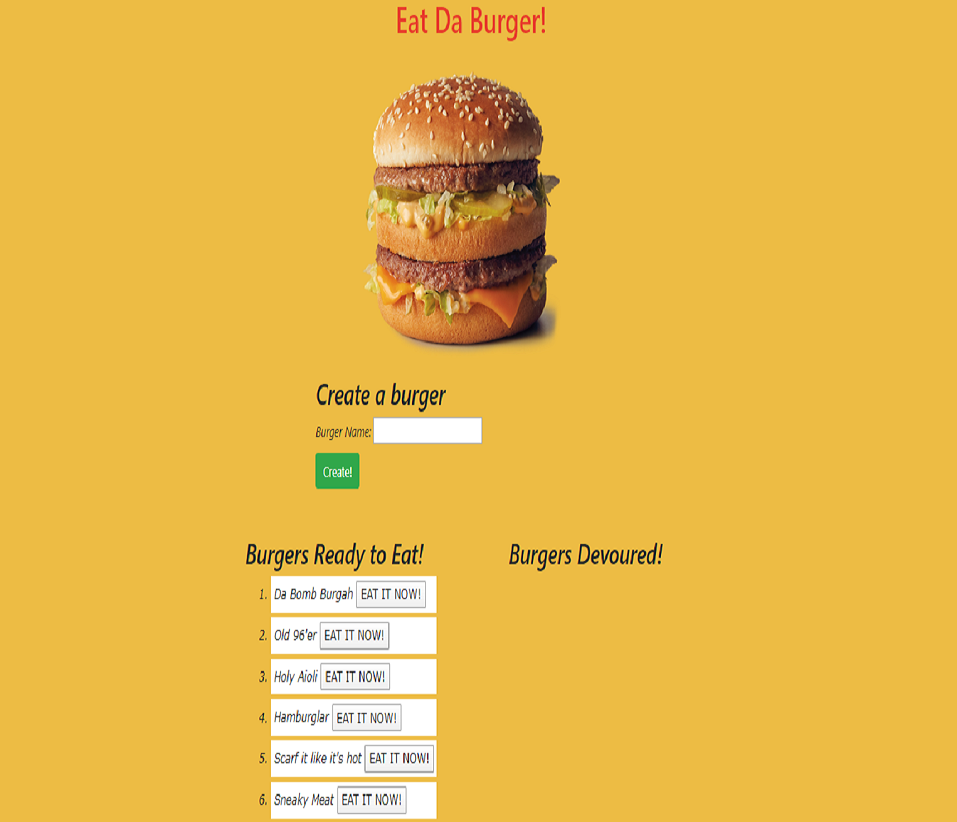 Eat Da Burger!
Create a burger
Burger Name:
Create!
Burgers Ready to Eat!
1. Da Bomb Burgah EAT IT NOW!
2. Old 96'er EAT IT NOW!
3. Holy Aioli EAT IT NOW!
4. Hamburglar EAT IT NOW!
5. Scarf it like it's hot EAT IT NOW!
6. Sneaky Meat EAT IT NOW!
Burgers Devoured!